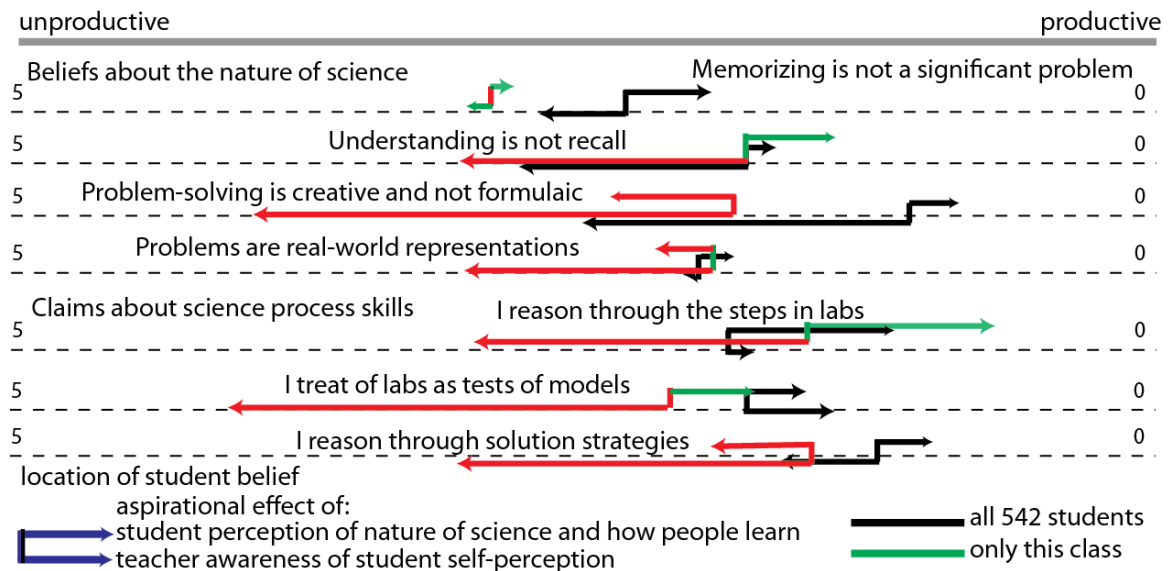 unproductive productive
Beliefs about the nature of science Memorizing is not a significant problem
5 0
Understanding is not recall
5 0
Problem-solving is creative and not formulaic
5 0
Problems are real-world representations
5 0
Claims about science process skills I reason through the steps in labs
5 0
I treat of labs as tests of models
5 0
I reason through solution strategies
5 0
location of student belief
aspirational effect of:
student perception of nature of science and how people learn
teacher awareness of student self-perception
all 542 students
only this class